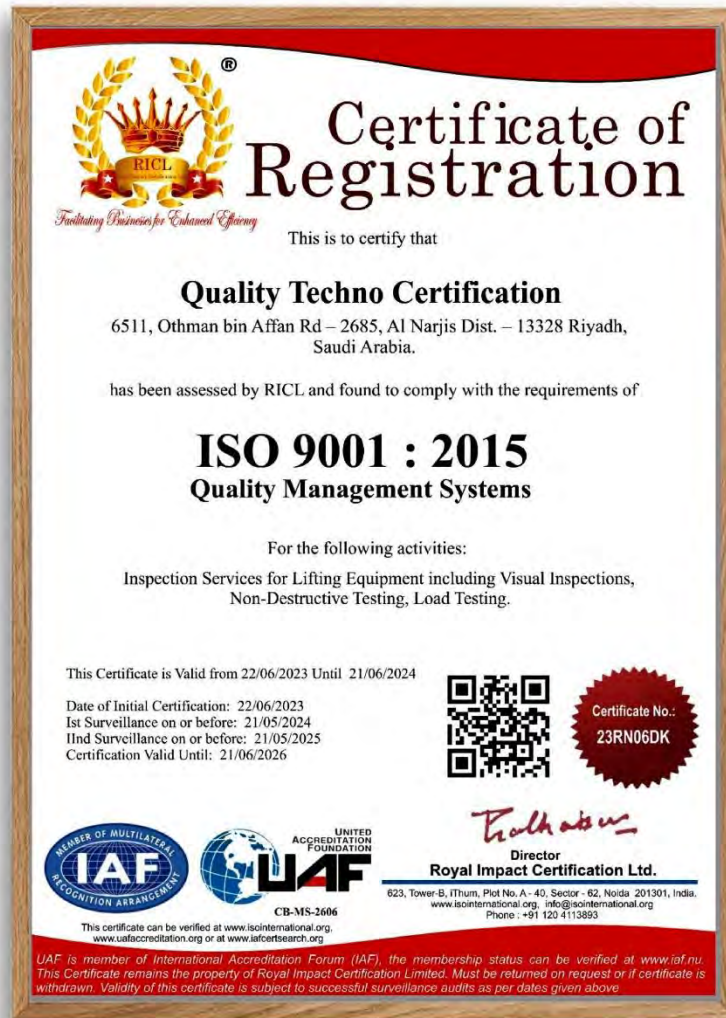 ®
RICL
Facilitating Businesses for Enhanced Efficiency
Certificate of
Registration
This is to certify that
Quality Techno Certification
6511, Othman bin Affan Rd – 2685, Al Narjis Dist. – 13328 Riyadh,
Saudi Arabia.
has been assessed by RICL and found to comply with the requirements of
ISO 9001 : 2015
Quality Management Systems
For the following activities:
Inspection Services for Lifting Equipment including Visual Inspections,
Non-Destructive Testing, Load Testing.
This Certificate is Valid from 22/06/2023 Until 21/06/2024
Date of Initial Certification: 22/06/2023
Ist Surveillance on or before: 21/05/2024
IInd Surveillance on or before: 21/05/2025
Certification Valid Until: 21/06/2026
Certificate No.:
23RN06DK
MEMBER OF MULTILATERAL
IAF
RECOGNITION ARRANGEMENT
UNITED
ACCREDITATION
FOUNDATION
UAF
CB-MS-2606
This certificate can be verified at www.isointernational.org,
www.uafaccreditation.org or at www.iafcertsearch.org
Director
Royal Impact Certification Ltd.
623, Tower-B, iThum, Plot No. A - 40, Sector - 62, Noida 201301, India.
www.isointernational.org, info@isointernational.org
Phone : +91 120 4113893
UAF is member of International Accreditation Forum (IAF), the membership status can be verified at www.iaf.nu.
This Certificate remains the property of Royal Impact Certification Limited. Must be returned on request or if certificate is
withdrawn. Validity of this certificate is subject to successful surveillance audits as per dates given above